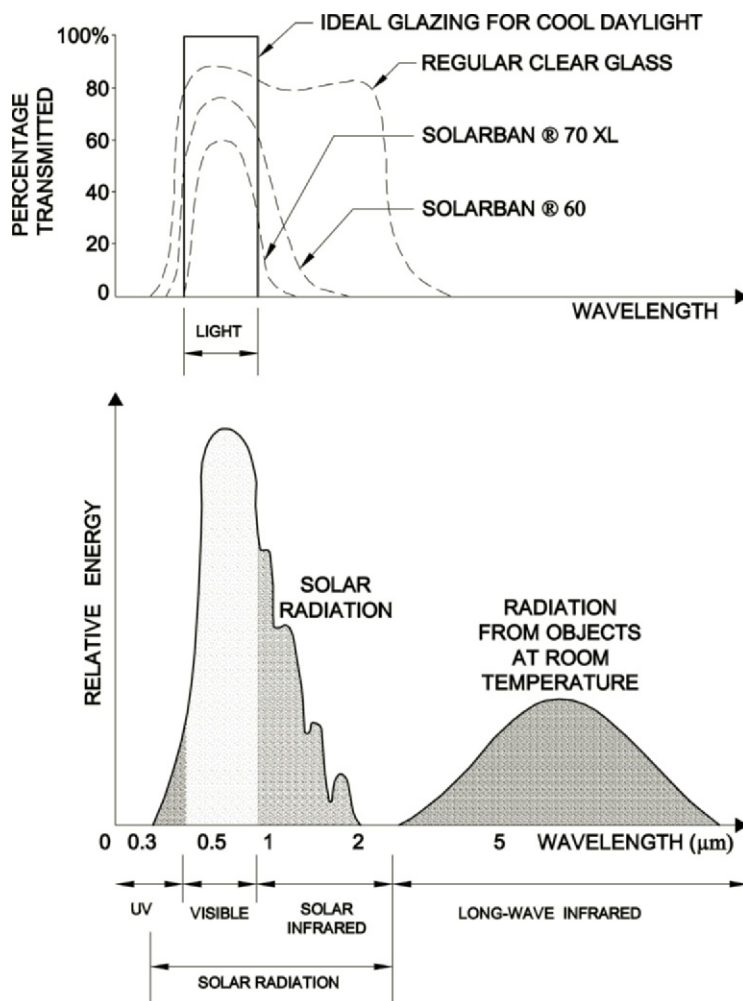 IDEAL GLAZING FOR COOL DAYLIGHT
REGULAR CLEAR GLASS
SOLARBAN ® 70 XL
SOLARBAN ® 60
PERCENTAGE
TRANSMITTED
100%
80
60
40
20
0
WAVELENGTH
LIGHT
RELATIVE ENERGY
SOLAR
RADIATION
RADIATION
FROM OBJECTS
AT ROOM
TEMPERATURE
0 0.3 0.5 1 2 5 WAVELENGTH (μm)
UV VISIBLE SOLAR
INFRARED LONG-WAVE INFRARED
SOLAR RADIATION